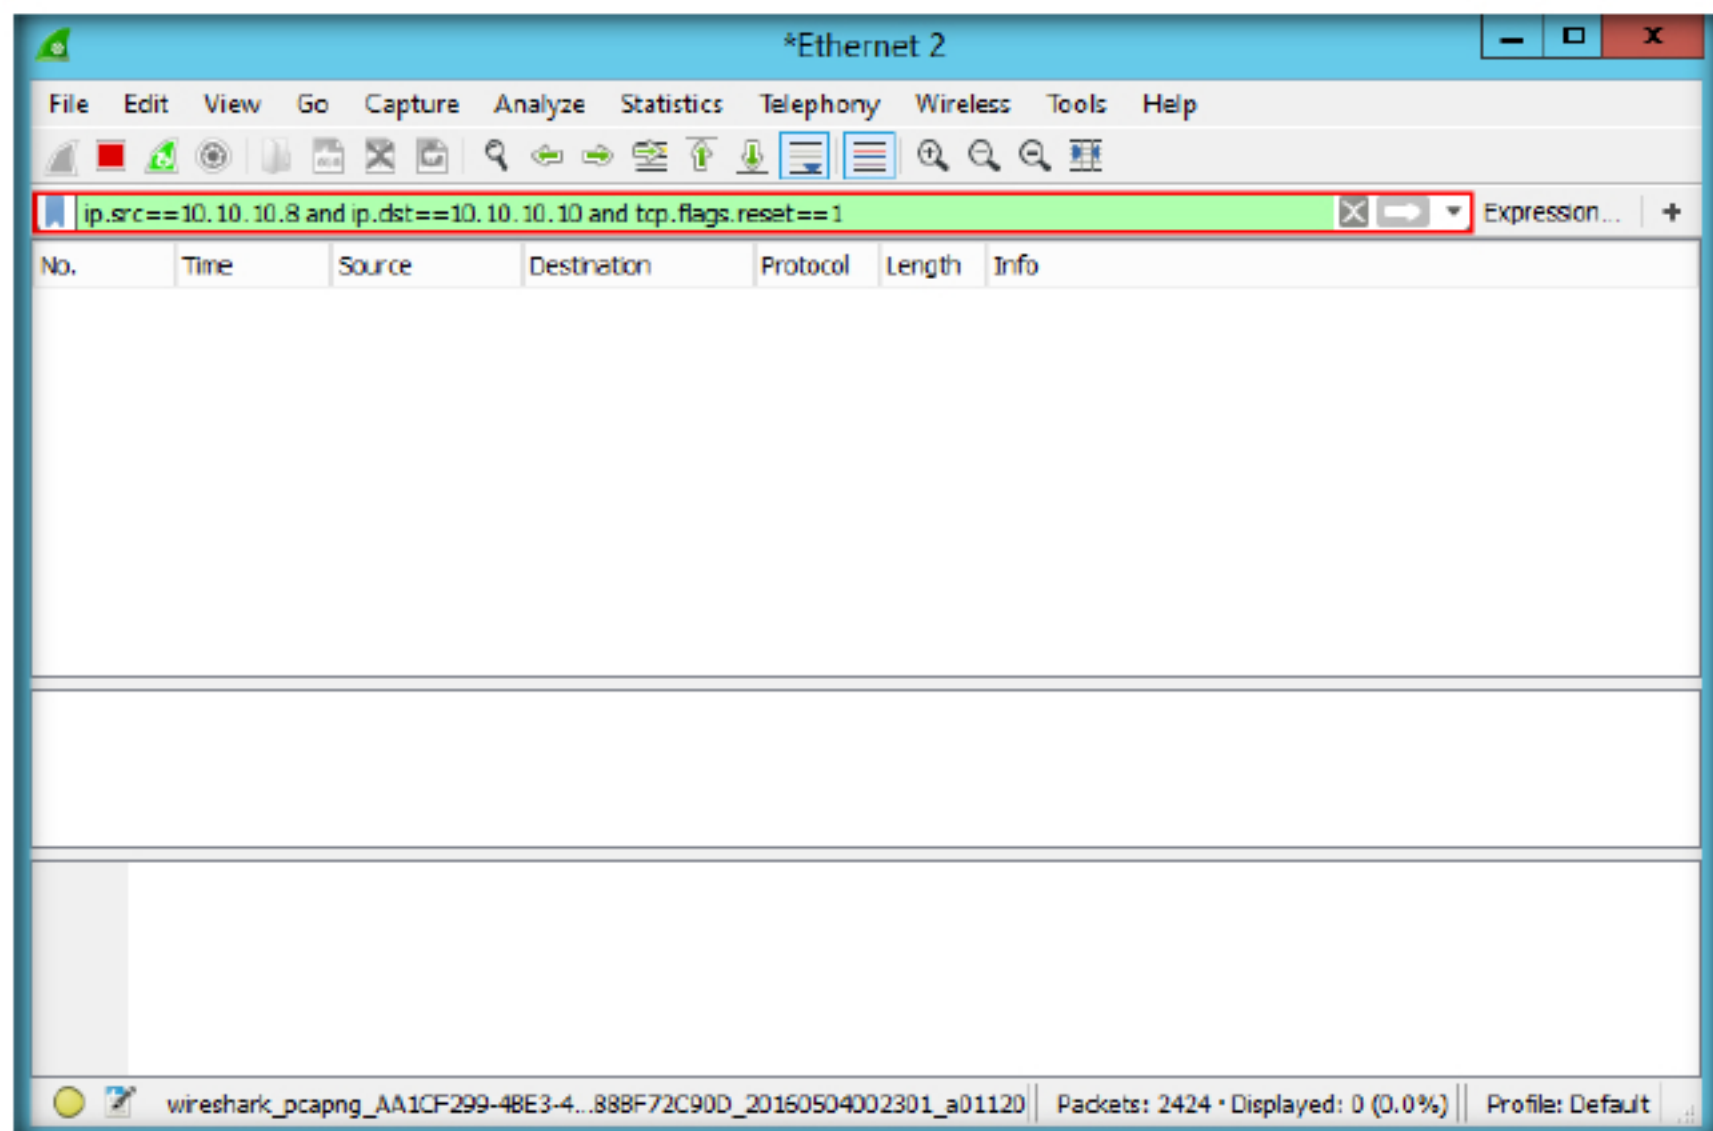 *Ethernet 2
File Edit View Go Capture Analyze Statistics Telephony Wireless Tools Help
ip.src==10.10.10.8 and ip.dst==10.10.10.10 and tcp.flags.reset==1 Expression... +
No. Time Source Destination Protocol Length Info
wireshark_pcapng_AA1CF299-4BE3-4...888F72C90D_20160504002301_a01120 Packets: 2424 · Displayed: 0 (0.0%) Profile: Default